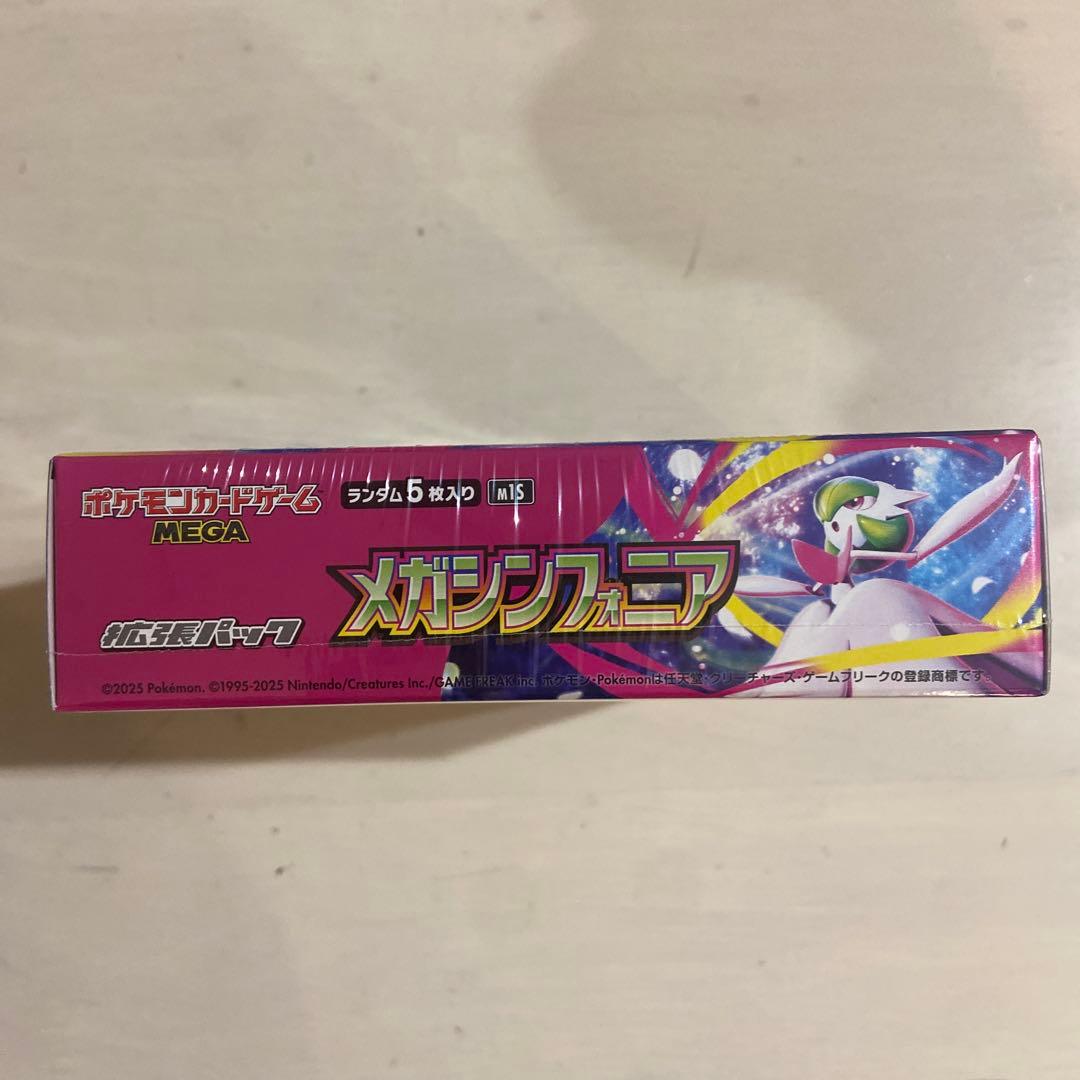 ポケモンカードゲーム
MEGA
ランダム5枚入り M1S
メガシンフォニア
拡張パック
©2025 Pokémon. ©1995-2025 Nintendo/Creatures Inc./GAME FREAK inc. ポケモン・Pokémonは任天堂・クリーチャーズ・ゲームフリークの登録商標です。